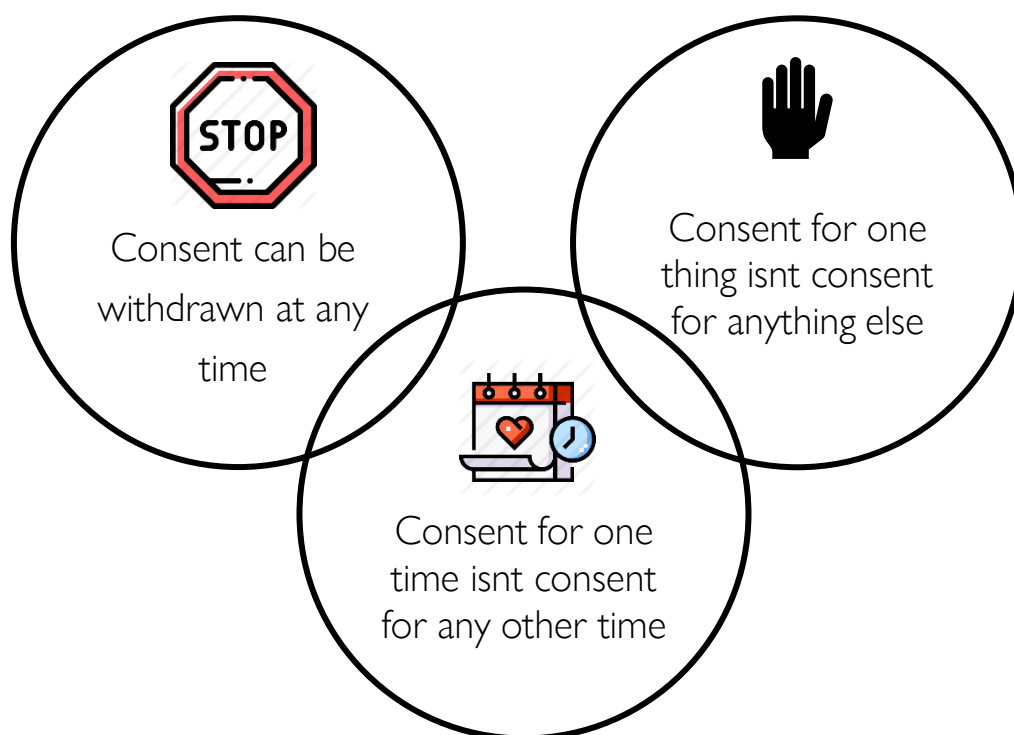 STOP
Consent can be
withdrawn at any
time
Consent for one
thing isnt consent
for anything else
Consent for one
time isnt consent
for any other time